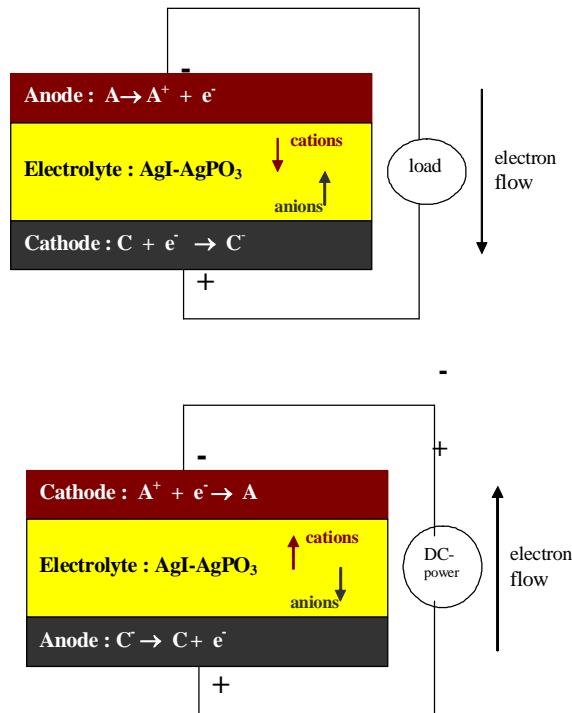 -
Anode : A→ A⁺ + e⁻
cations
Electrolyte : AgI-AgPO₃
anions
load
electron
flow
Cathode : C + e⁻ → C⁻
+
-
-
+
Cathode : A⁺ + e⁻→ A
cations
Electrolyte : AgI-AgPO₃
anions
DC-
power
electron
flow
Anode : C⁻→ C+ e⁻
+